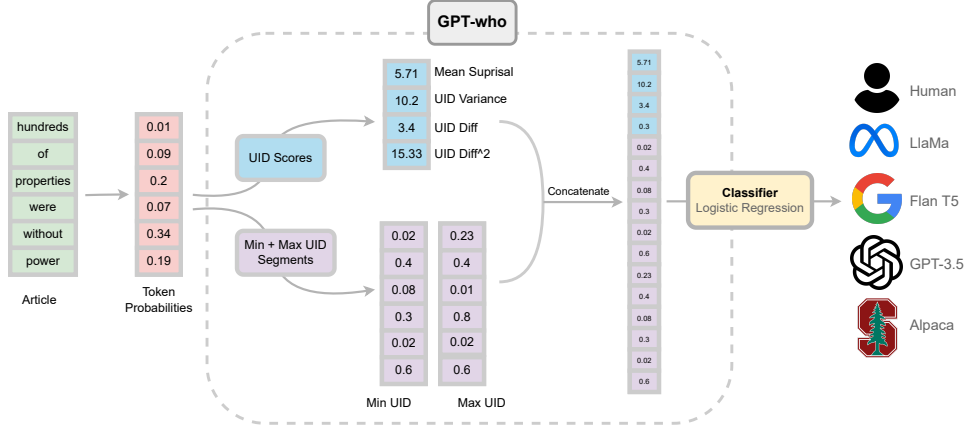 GPT-who
hundreds
of
properties
were
without
power
Article
0.01
0.09
0.2
0.07
0.34
0.19
Token
Probabilities
UID Scores
Min + Max UID
Segments
5.71
10.2
3.4
15.33
Mean Suprisal
UID Variance
UID Diff
UID Diff^2
0.02
0.4
0.08
0.3
0.02
0.6
Min UID
0.23
0.4
0.01
0.8
0.02
0.6
Max UID
Concatenate
5.71
10.2
3.4
0.3
0.02
0.4
0.08
0.3
0.02
0.6
0.23
0.4
0.08
0.3
0.02
0.6
Classifier
Logistic Regression
Human
LlaMa
Flan T5
GPT-3.5
Alpaca